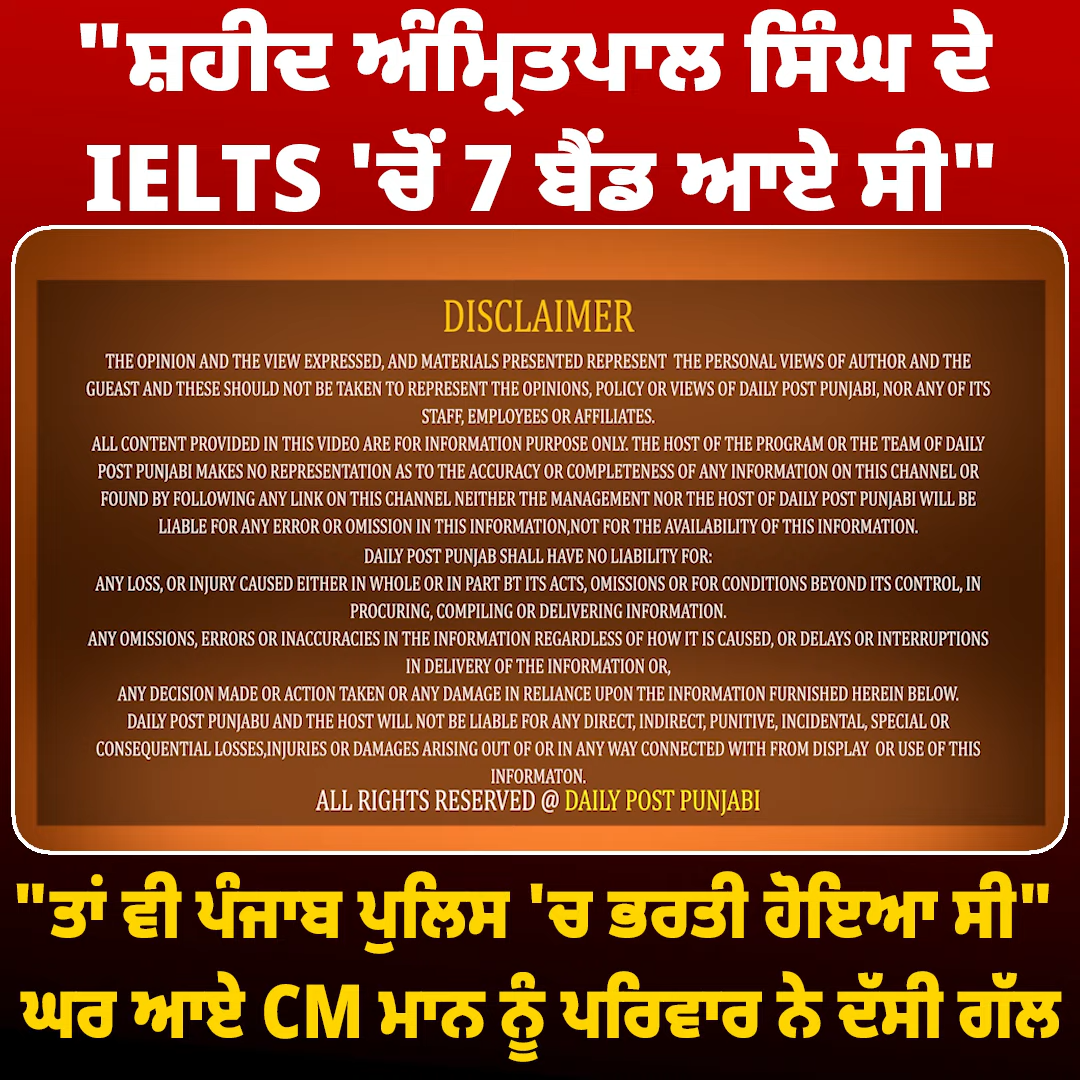 "ਸ਼ਹੀਦ ਅੰਮ੍ਰਿਤਪਾਲ ਸਿੰਘ ਦੇ
IELTS 'ਚੋਂ 7 ਬੈਂਡ ਆਏ ਸੀ"
DISCLAIMER
THE OPINION AND THE VIEW EXPRESSED, AND MATERIALS PRESENTED REPRESENT THE PERSONAL VIEWS OF AUTHOR AND THE
GUEAST AND THESE SHOULD NOT BE TAKEN TO REPRESENT THE OPINIONS, POLICY OR VIEWS OF DAILY POST PUNJABI, NOR ANY OF ITS
STAFF, EMPLOYEES OR AFFILIATES.
ALL CONTENT PROVIDED IN THIS VIDEO ARE FOR INFORMATION PURPOSE ONLY. THE HOST OF THE PROGRAM OR THE TEAM OF DAILY
POST PUNJABI MAKES NO REPRESENTATION AS TO THE ACCURACY OR COMPLETENESS OF ANY INFORMATION ON THIS CHANNEL OR
FOUND BY FOLLOWING ANY LINK ON THIS CHANNEL NEITHER THE MANAGEMENT NOR THE HOST OF DAILY POST PUNJABI WILL BE
LIABLE FOR ANY ERROR OR OMISSION IN THIS INFORMATION,NOT FOR THE AVAILABILITY OF THIS INFORMATION.
DAILY POST PUNJAB SHALL HAVE NO LIABILITY FOR:
ANY LOSS, OR INJURY CAUSED EITHER IN WHOLE OR IN PART BT ITS ACTS, OMISSIONS OR FOR CONDITIONS BEYOND ITS CONTROL, IN
PROCURING, COMPILING OR DELIVERING INFORMATION.
ANY OMISSIONS, ERRORS OR INACCURACIES IN THE INFORMATION REGARDLESS OF HOW IT IS CAUSED, OR DELAYS OR INTERRUPTIONS
IN DELIVERY OF THE INFORMATION OR,
ANY DECISION MADE OR ACTION TAKEN OR ANY DAMAGE IN RELIANCE UPON THE INFORMATION FURNISHED HEREIN BELOW.
DAILY POST PUNJABU AND THE HOST WILL NOT BE LIABLE FOR ANY DIRECT, INDIRECT, PUNITIVE, INCIDENTAL, SPECIAL OR
CONSEQUENTIAL LOSSES,INJURIES OR DAMAGES ARISING OUT OF OR IN ANY WAY CONNECTED WITH FROM DISPLAY OR USE OF THIS
INFORMATON.
ALL RIGHTS RESERVED @ DAILY POST PUNJABI
"ਤਾਂ ਵੀ ਪੰਜਾਬ ਪੁਲਿਸ 'ਚ ਭਰਤੀ ਹੋਇਆ ਸੀ"
ਘਰ ਆਏ CM ਮਾਨ ਨੂੰ ਪਰਿਵਾਰ ਨੇ ਦੱਸੀ ਗੱਲ